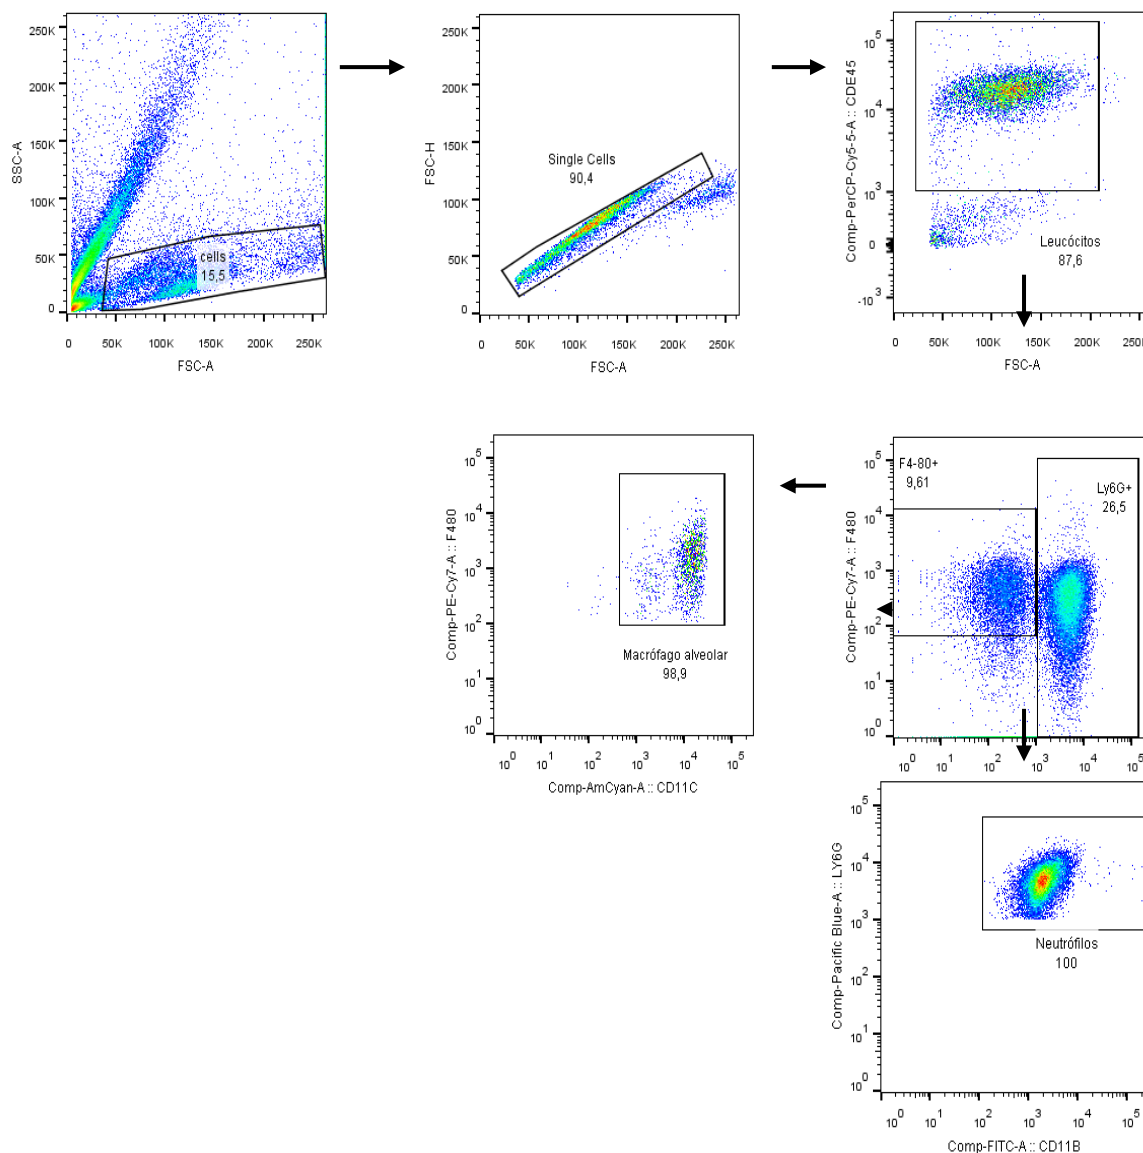 250K
200K
150K
100K
50K
0
SSC-A
cells
15,5
0 50K 100K 150K 200K 250K
FSC-A
250K
200K
150K
100K
50K
0
FSC-H
Single Cells
90,4
0 50K 100K 150K 200K 250K
FSC-A
10^5
10^4
10^3
0
-10^3
Comp-PerCP-Cy5-5-A :: CDE45
Leucócitos
87,6
0 50K 100K 150K 200K 250K
FSC-A
10^5
10^4
10^3
10^2
10^1
10^0
Comp-PE-Cy7-A :: F480
Macrófago alveolar
98,9
10^0 10^1 10^2 10^3 10^4 10^5
Comp-AmCyan-A :: CD11C
10^5
10^4
10^3
10^2
10^1
10^0
Comp-PE-Cy7-A :: F480
F4-80+
9,61
Ly6G+
26,5
10^0 10^1 10^2 10^3 10^4 10^5
10^5
10^4
10^3
10^2
10^1
10^0
Comp-Pacific Blue-A :: LY6G
Neutrófilos
100
10^0 10^1 10^2 10^3 10^4 10^5
Comp-FITC-A :: CD11B